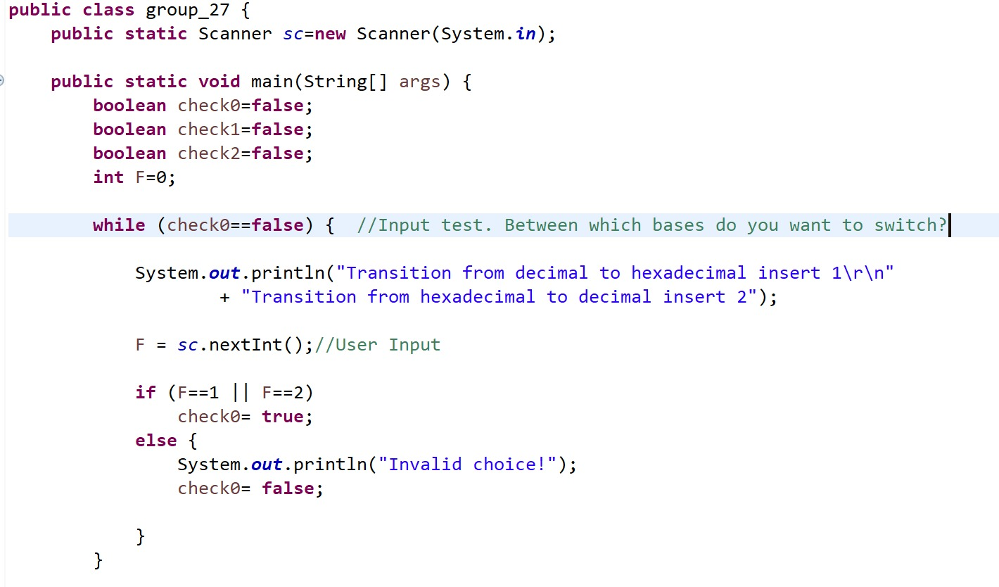 public class group_27 {
    public static Scanner sc=new Scanner(System.in);
    public static void main(String[] args) {
        boolean check0=false;
        boolean check1=false;
        boolean check2=false;
        int F=0;
        while (check0==false) {  //Input test. Between which bases do you want to switch?
            System.out.println("Transition from decimal to hexadecimal insert 1\r\n"
                    + "Transition from hexadecimal to decimal insert 2");
            F = sc.nextInt();//User Input
            if (F==1 || F==2)
                check0= true;
            else {
                System.out.println("Invalid choice!");
                check0= false;
            }
        }